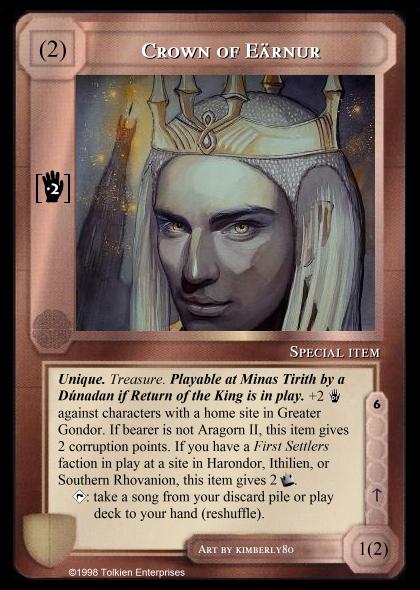 (2)
Crown of Eärnur
[2]
Special item
Unique. Treasure. Playable at Minas Tirith by a
Dúnadan if Return of the King is in play. +2
against characters with a home site in Greater
Gondor. If bearer is not Aragorn II, this item gives
2 corruption points. If you have a First Settlers
faction in play at a site in Harondor, Ithilien, or
Southern Rhovanion, this item gives 2 .
: take a song from your discard pile or play
deck to your hand (reshuffle).
6
Art by kimberly80
1(2)
©1998 Tolkien Enterprises